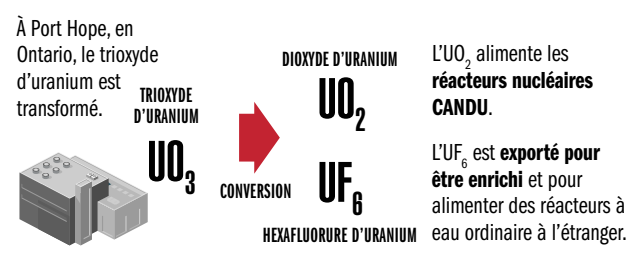 À Port Hope, en
Ontario, le trioxyde
d'uranium est
transformé.
TRIOXYDE
D'URANIUM
UO₃
CONVERSION
DIOXYDE D'URANIUM
UO₂
UF₆
HEXAFLUORURE D'URANIUM
L'UO₂ alimente les
réacteurs nucléaires
CANDU.
L'UF₆ est exporté pour
être enrichi et pour
alimenter des réacteurs à
eau ordinaire à l'étranger.